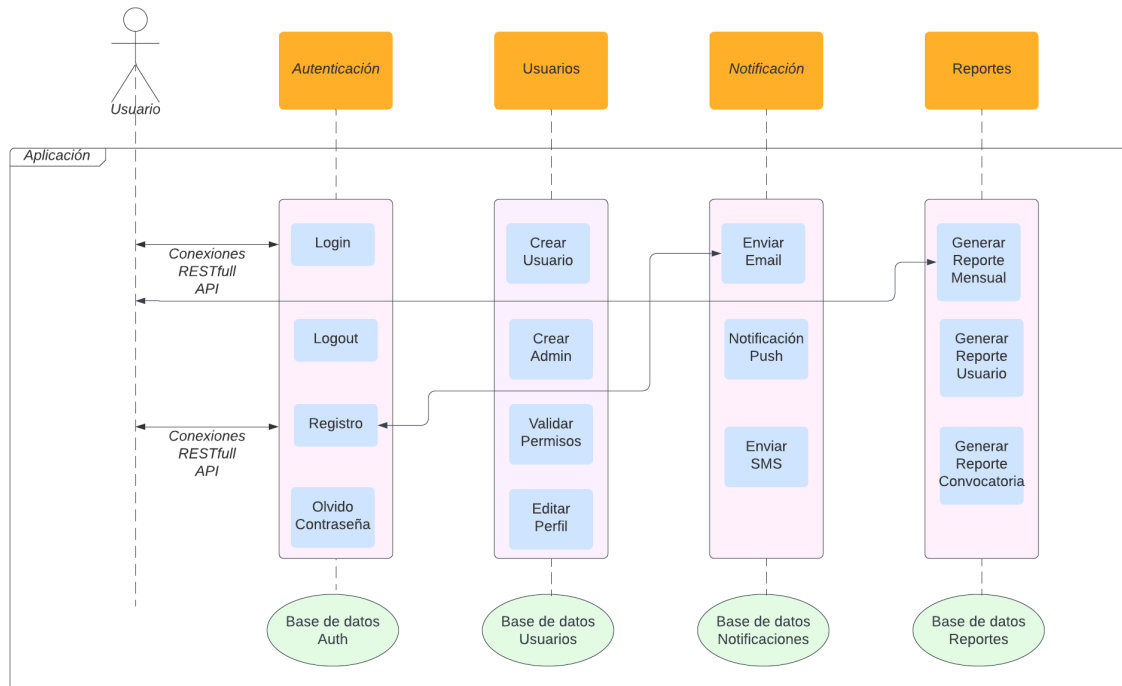 Usuario
Autenticación
Usuarios
Notificación
Reportes
Aplicación
Conexiones
RESTfull
API
Conexiones
RESTfull
API
Login
Logout
Registro
Olvido
Contraseña
Crear
Usuario
Crear
Admin
Validar
Permisos
Editar
Perfil
Enviar
Email
Notificación
Push
Enviar
SMS
Generar
Reporte
Mensual
Generar
Reporte
Usuario
Generar
Reporte
Convocatoria
Base de datos
Auth
Base de datos
Usuarios
Base de datos
Notificaciones
Base de datos
Reportes